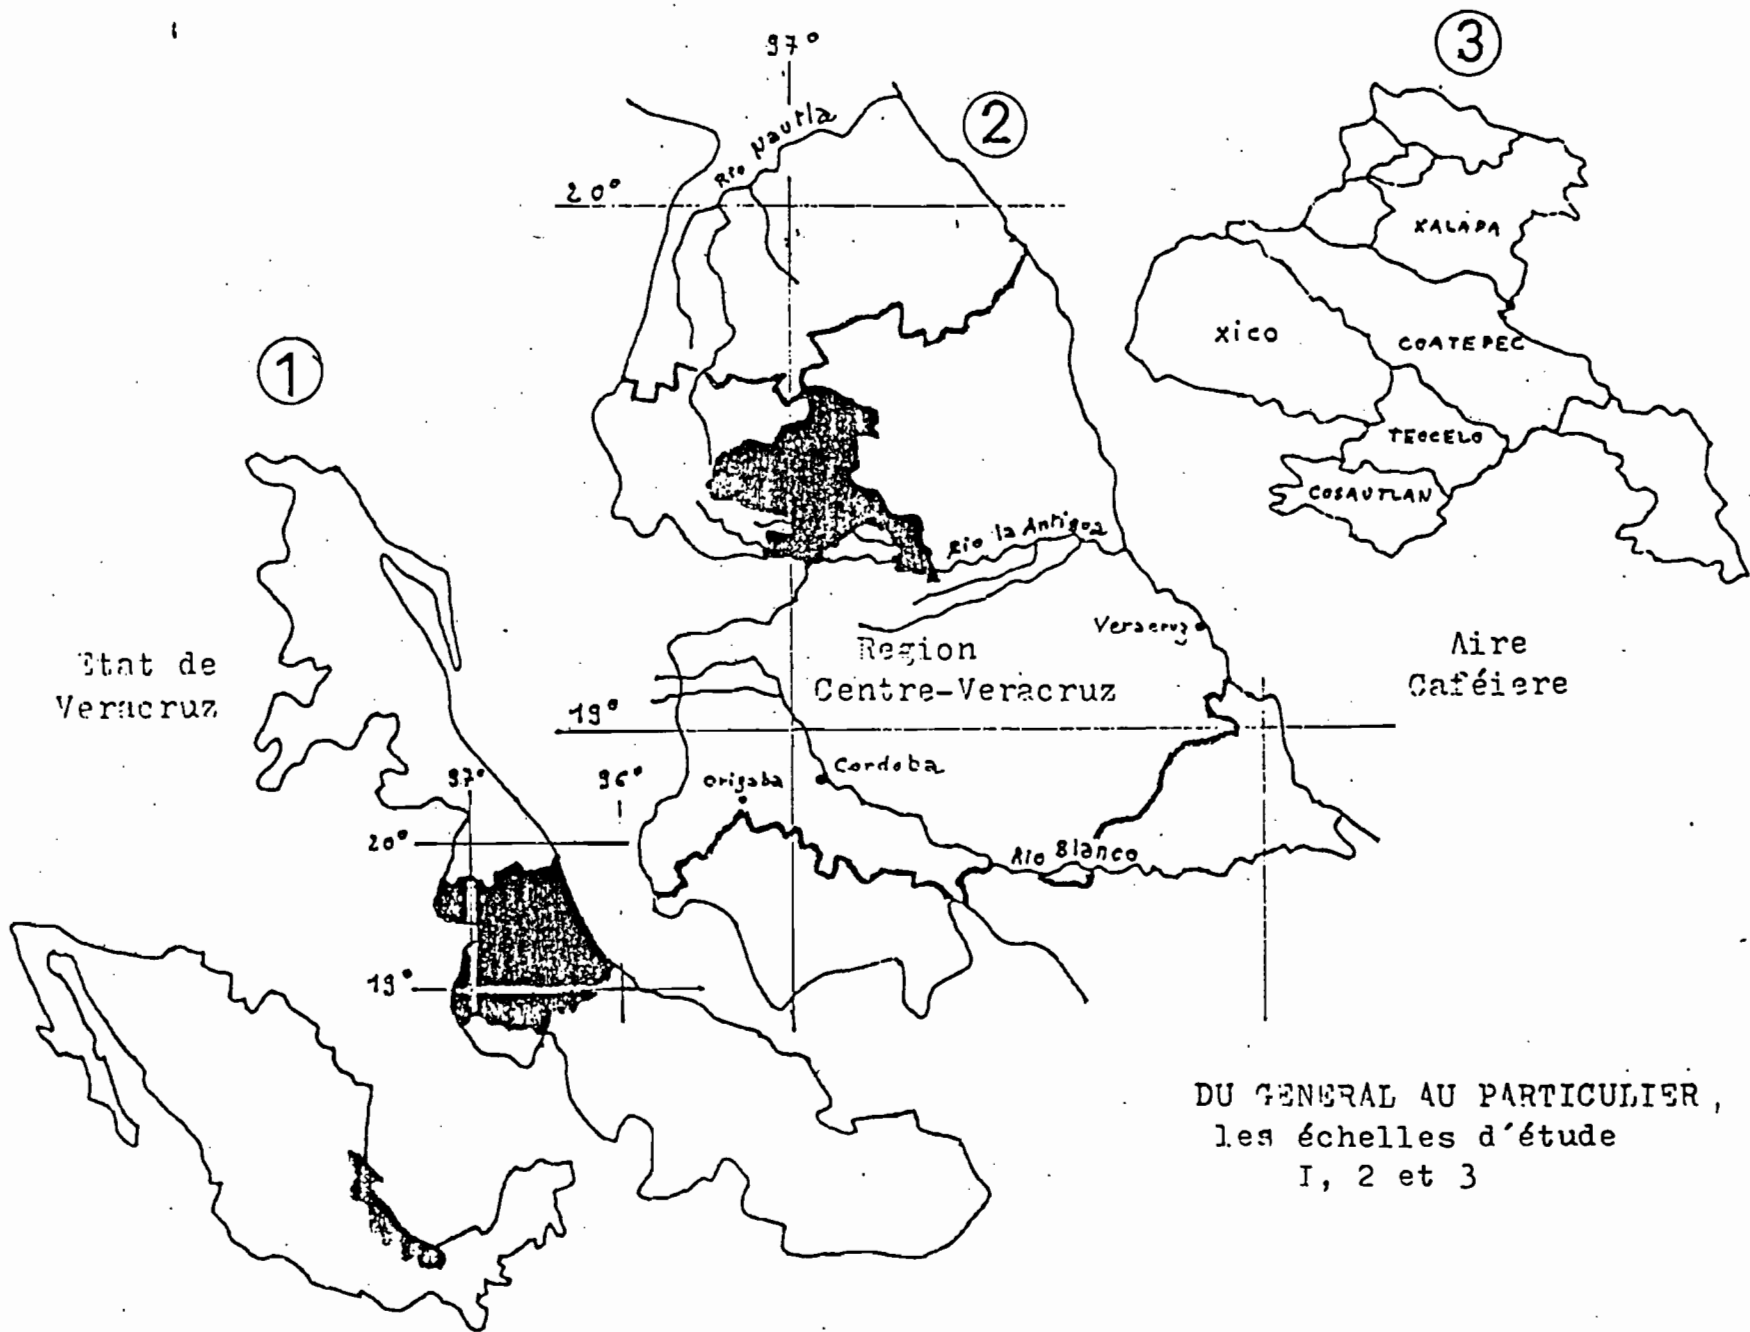 1
Etat de
Veracruz
97°
96°
20°
19°
2
97°
20°
Rio Nautla
Rio la Antigua
Veracruz
Region
Centre-Veracruz
19°
Cordoba
Orizaba
Rio Blanco
3
XALAPA
xico
COATEPEC
TEOCELO
COSAUTLAN
Aire
Caféiere
DU GENERAL AU PARTICULIER,
les échelles d'étude
I, 2 et 3